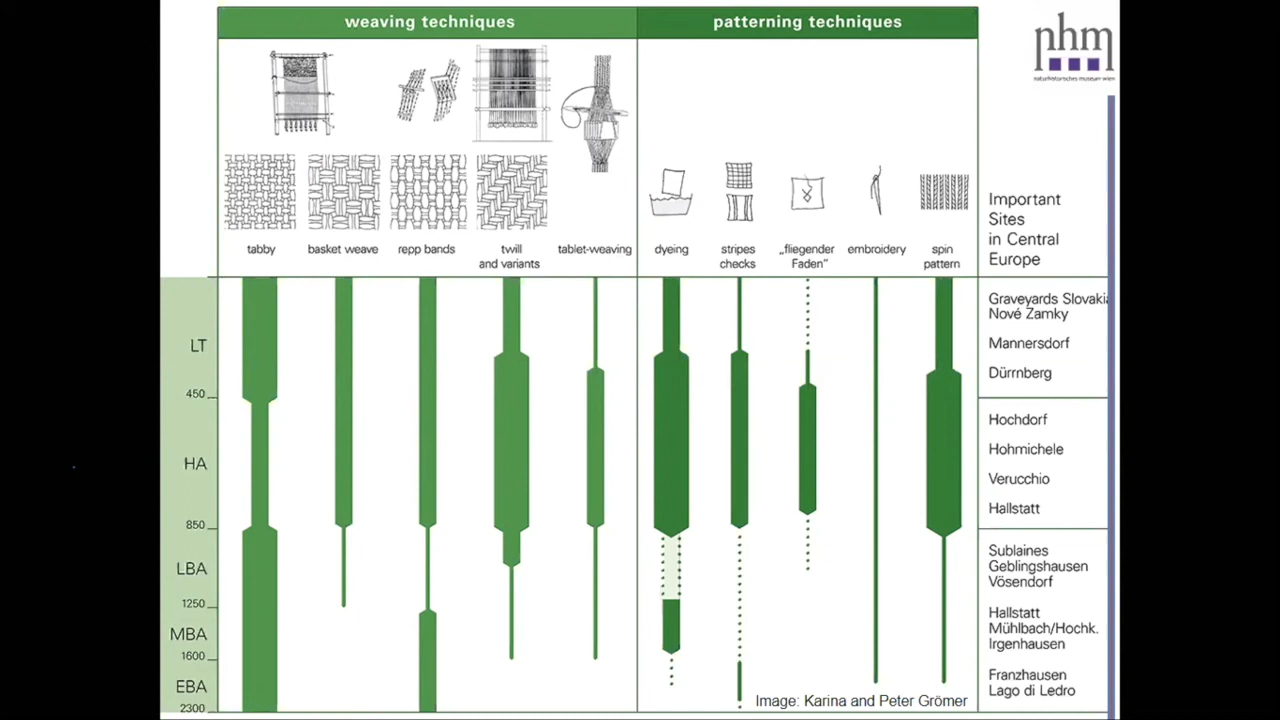 weaving techniques
patterning techniques
nhm
naturhistorisches museum wien
tabby
basket weave
repp bands
twill
and variants
tablet-weaving
dyeing
stripes
checks
„fliegender
Faden“
embroidery
spin
pattern
Important
Sites
in Central
Europe
LT
450
HA
850
LBA
1250
MBA
1600
EBA
2300
Graveyards Slovakia
Nové Zamky
Mannersdorf
Dürrnberg
Hochdorf
Hohmichele
Verucchio
Hallstatt
Sublaines
Geblingshausen
Vösendorf
Hallstatt
Mühlbach/Hochk.
Irgenhausen
Franzhausen
Lago di Ledro
Image: Karina and Peter Grömer